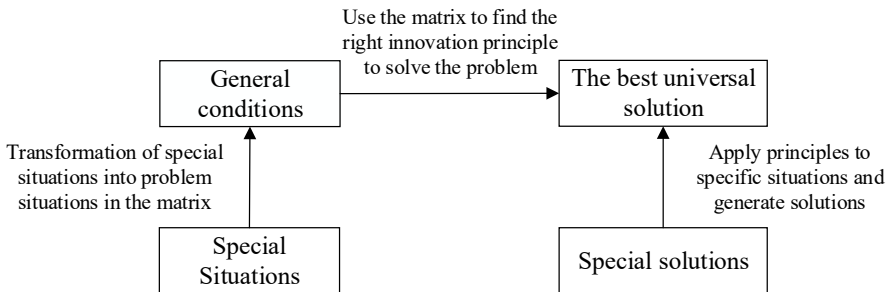 Use the matrix to find the
right innovation principle
to solve the problem
General
conditions
The best universal
solution
Transformation of special
situations into problem
situations in the matrix
Apply principles to
specific situations and
generate solutions
Special
Situations
Special solutions